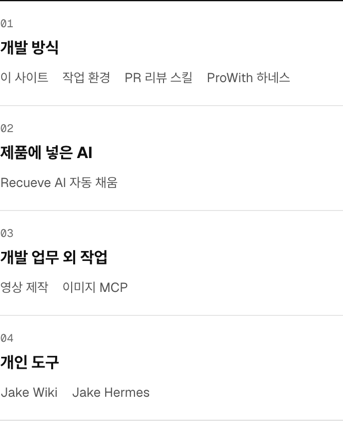 01
개발 방식
이 사이트 작업 환경 PR 리뷰 스킬 ProWith 하네스
02
제품에 넣은 AI
Recueve AI 자동 채움
03
개발 업무 외 작업
영상 제작 이미지 MCP
04
개인 도구
Jake Wiki Jake Hermes